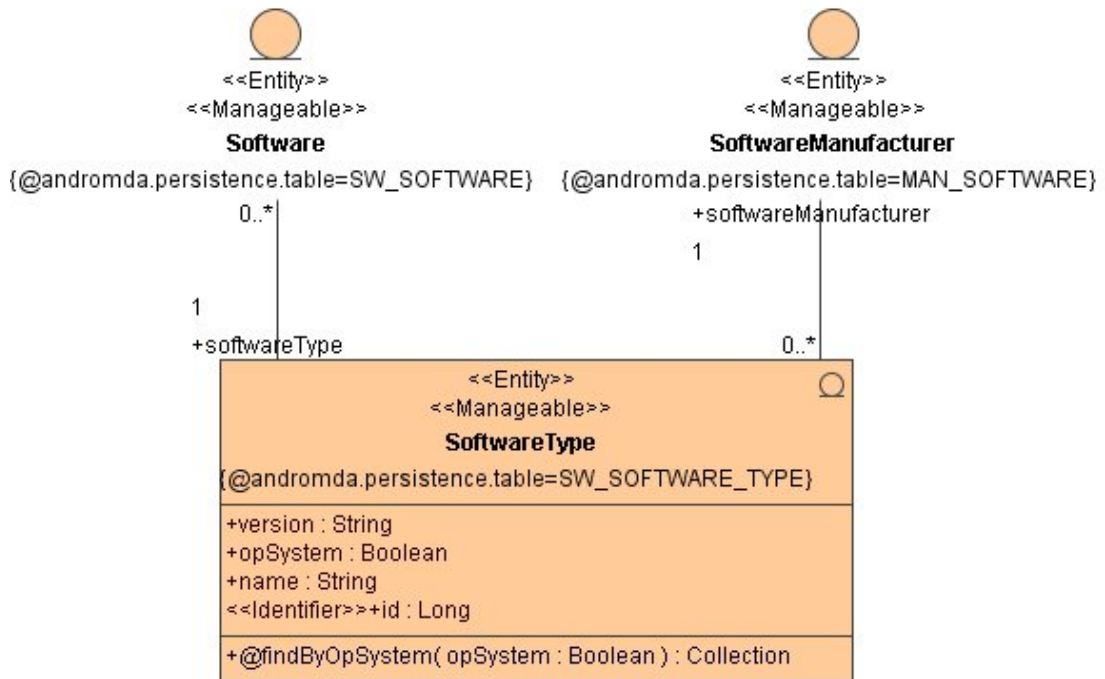 <<Entity>>
<<Manageable>>
Software
{@andromda.persistence.table=SW_SOFTWARE}
0..*
<<Entity>>
<<Manageable>>
SoftwareManufacturer
{@andromda.persistence.table=MAN_SOFTWARE}
+softwareManufacturer
1
1
+softwareType
0..*
<<Entity>>
<<Manageable>>
SoftwareType
{@andromda.persistence.table=SW_SOFTWARE_TYPE}
+version : String
+opSystem : Boolean
+name : String
<<Identifier>>+id : Long
+@findByOpSystem( opSystem : Boolean ) : Collection